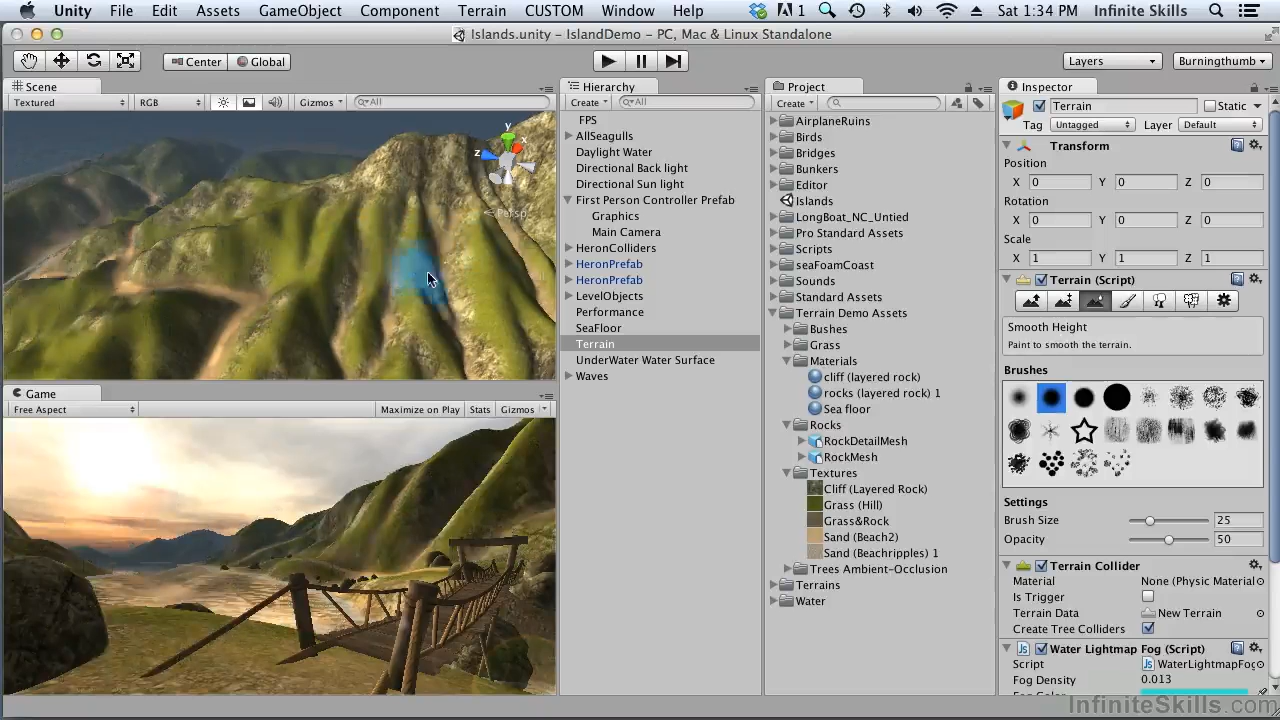 Unity File Edit Assets GameObject Component Terrain CUSTOM Window Help 1 Sat 1:34 PM Infinite Skills
Islands.unity – IslandDemo – PC, Mac & Linux Standalone
Center Global Layers Burningthumb
Scene
Textured RGB Gizmos All
y
x
z
Persp
Game
Free Aspect Maximize on Play Stats Gizmos
Hierarchy
Create All
FPS
AllSeagulls
Daylight Water
Directional Back light
Directional Sun light
First Person Controller Prefab
Graphics
Main Camera
HeronColliders
HeronPrefab
HeronPrefab
LevelObjects
Performance
SeaFloor
Terrain
UnderWater Water Surface
Waves
Project
Create
AirplaneRuins
Birds
Bridges
Bunkers
Editor
Islands
LongBoat_NC_Untied
Pro Standard Assets
Scripts
seaFoamCoast
Sounds
Standard Assets
Terrain Demo Assets
Bushes
Grass
Materials
cliff (layered rock)
rocks (layered rock) 1
Sea floor
Rocks
RockDetailMesh
RockMesh
Textures
Cliff (Layered Rock)
Grass (Hill)
Grass&Rock
Sand (Beach2)
Sand (Beachripples) 1
Trees Ambient-Occlusion
Terrains
Water
Inspector
Terrain Static
Tag Untagged Layer Default
Transform
Position
X 0 Y 0 Z 0
Rotation
X 0 Y 0 Z 0
Scale
X 1 Y 1 Z 1
Terrain (Script)
Smooth Height
Paint to smooth the terrain.
Brushes
Settings
Brush Size 25
Opacity 50
Terrain Collider
Material None (Physic Material
Is Trigger
Terrain Data New Terrain
Create Tree Colliders
Water Lightmap Fog (Script)
Script WaterLightmapFog
Fog Density 0.013
Fog Color
InfiniteSkills.com